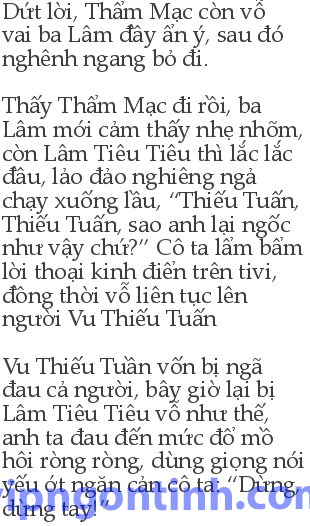 Dứt lời, Thẩm Mạc còn vỗ
vai ba Lâm đầy ẩn ý, sau đó
nghênh ngang bỏ đi.
Thấy Thẩm Mạc đi rồi, ba
Lâm mới cảm thấy nhẹ nhõm,
còn Lâm Tiêu Tiêu thì lắc lắc
đầu, lảo đảo nghiêng ngả
chạy xuống lầu, “Thiếu Tuấn,
Thiếu Tuấn, sao anh lại ngốc
như vậy chứ?” Cô ta lẩm bẩm
lời thoại kinh điển trên tivi,
đồng thời vỗ liên tục lên
người Vu Thiếu Tuấn
Vu Thiếu Tuần vốn bị ngã
đau cả người, bây giờ lại bị
Lâm Tiêu Tiêu vỗ như thế,
anh ta đau đến mức đổ mồ
hôi ròng ròng, dùng giọng nói
yếu ớt ngăn cản cô ta. “Dừng,
dừng tay!”
ipngontinh.com